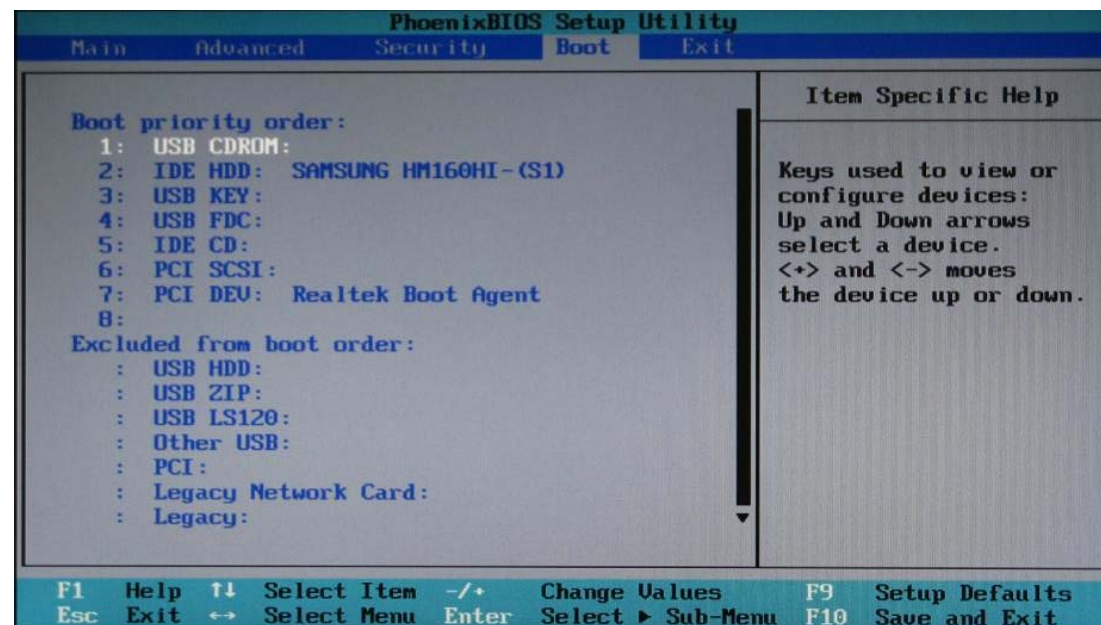 PhoenixBIOS Setup Utility
Main Advanced Security Boot Exit
Boot priority order:
1: USB CDROM:
2: IDE HDD: SAMSUNG HM160HI-(S1)
3: USB KEY:
4: USB FDC:
5: IDE CD:
6: PCI SCSI:
7: PCI DEV: Realtek Boot Agent
8:
Excluded from boot order:
: USB HDD:
: USB ZIP:
: USB LS120:
: Other USB:
: PCI:
: Legacy Network Card:
: Legacy:
Item Specific Help
Keys used to view or
configure devices:
Up and Down arrows
select a device.
<+> and <-> moves
the device up or down.
F1 Help ↑↓ Select Item -/+ Change Values F9 Setup Defaults
Esc Exit ↔ Select Menu Enter Select ▶ Sub-Menu F10 Save and Exit